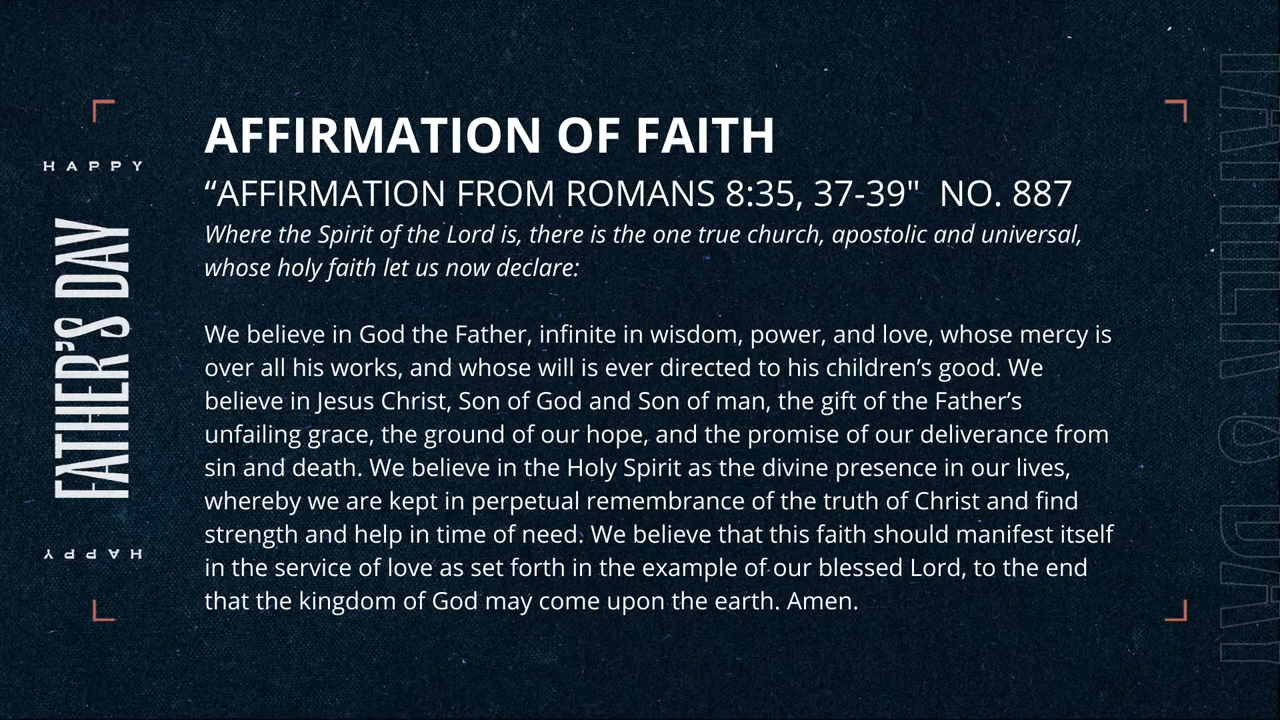 HAPPY
FATHER'S DAY
HAPPY
AFFIRMATION OF FAITH
“AFFIRMATION FROM ROMANS 8:35, 37-39" NO. 887
Where the Spirit of the Lord is, there is the one true church, apostolic and universal,
whose holy faith let us now declare:
We believe in God the Father, infinite in wisdom, power, and love, whose mercy is
over all his works, and whose will is ever directed to his children’s good. We
believe in Jesus Christ, Son of God and Son of man, the gift of the Father’s
unfailing grace, the ground of our hope, and the promise of our deliverance from
sin and death. We believe in the Holy Spirit as the divine presence in our lives,
whereby we are kept in perpetual remembrance of the truth of Christ and find
strength and help in time of need. We believe that this faith should manifest itself
in the service of love as set forth in the example of our blessed Lord, to the end
that the kingdom of God may come upon the earth. Amen.
FATHER'S DAY